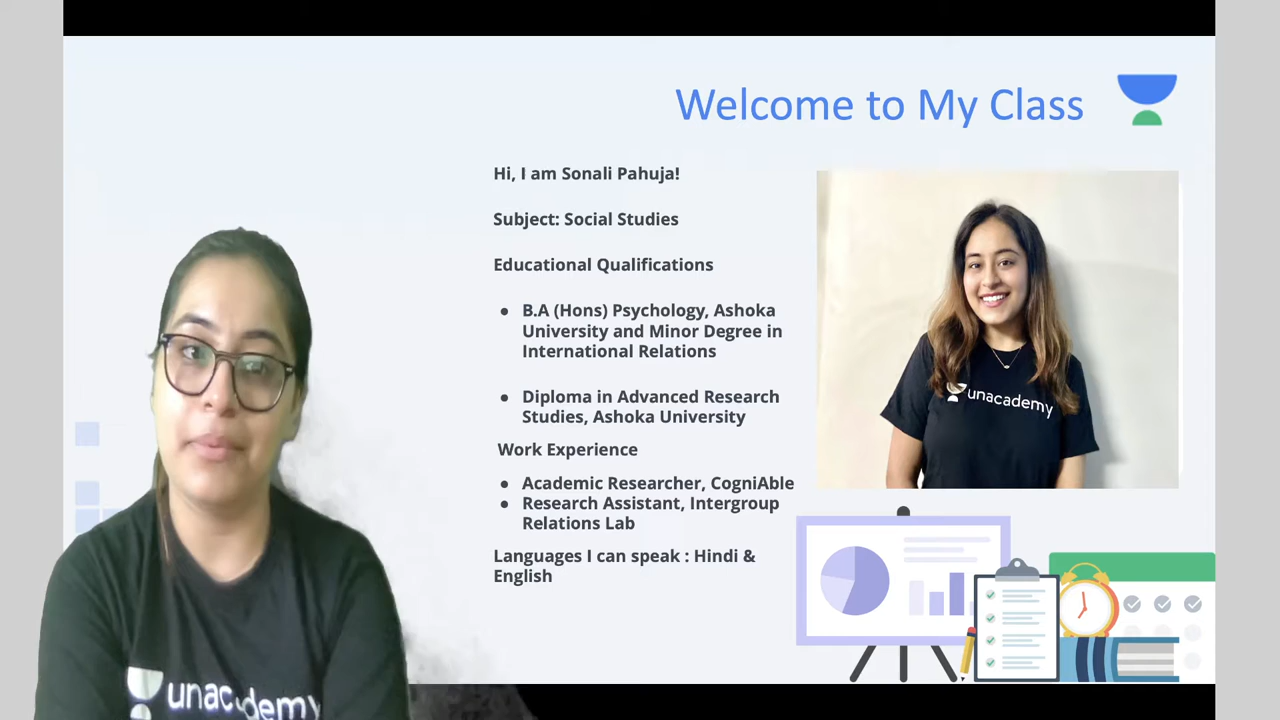 Welcome to My Class
Hi, I am Sonali Pahuja!
Subject: Social Studies
Educational Qualifications
● B.A (Hons) Psychology, Ashoka
University and Minor Degree in
International Relations
● Diploma in Advanced Research
Studies, Ashoka University
Work Experience
● Academic Researcher, CogniAble
● Research Assistant, Intergroup
Relations Lab
Languages I can speak : Hindi &
English
unacademy
unacademy